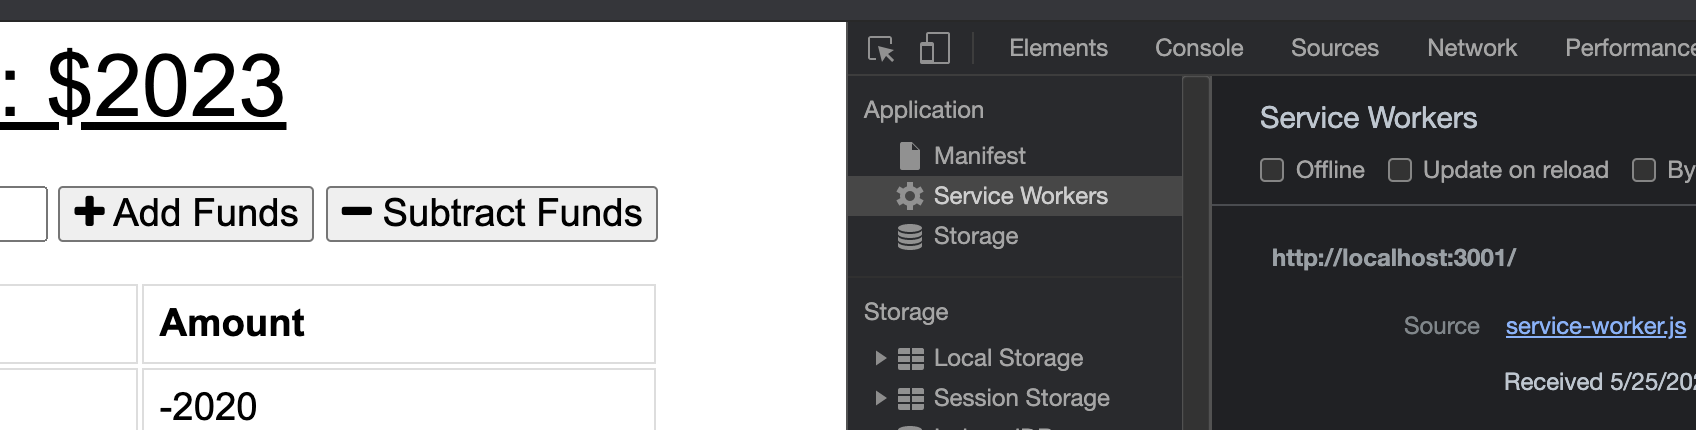 : $2023
Add Funds
Subtract Funds
Amount
-2020
Elements Console Sources Network Performance
Application
Manifest
Service Workers
Storage
Storage
Local Storage
Session Storage
Service Workers
Offline Update on reload By
http://localhost:3001/
Source service-worker.js
Received 5/25/202